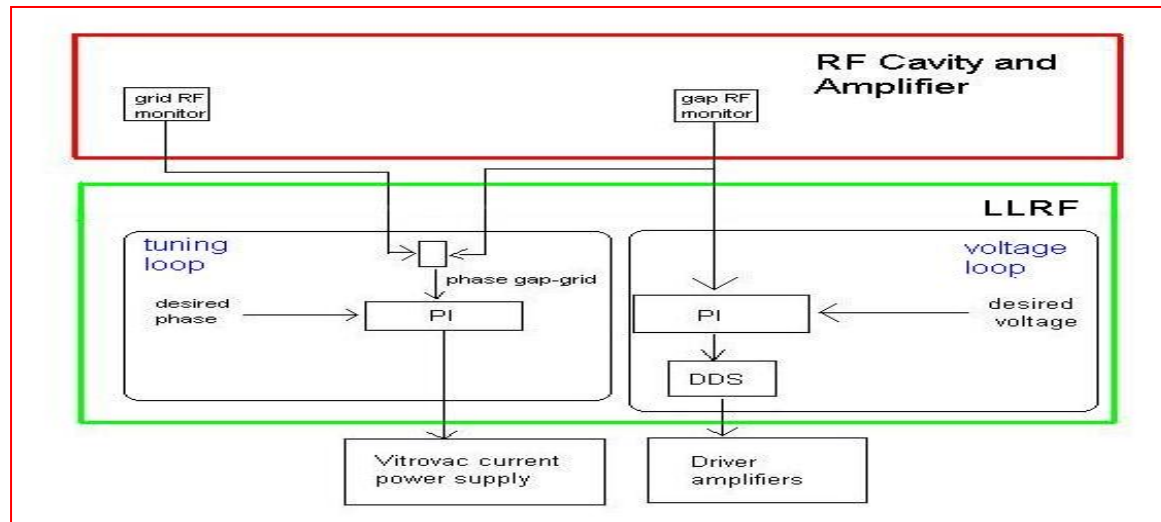 RF Cavity and
Amplifier
grid RF
monitor
gap RF
monitor
LLRF
tuning
loop
voltage
loop
phase gap-grid
desired
phase
PI
PI
desired
voltage
DDS
Vitrovac current
power supply
Driver
amplifiers